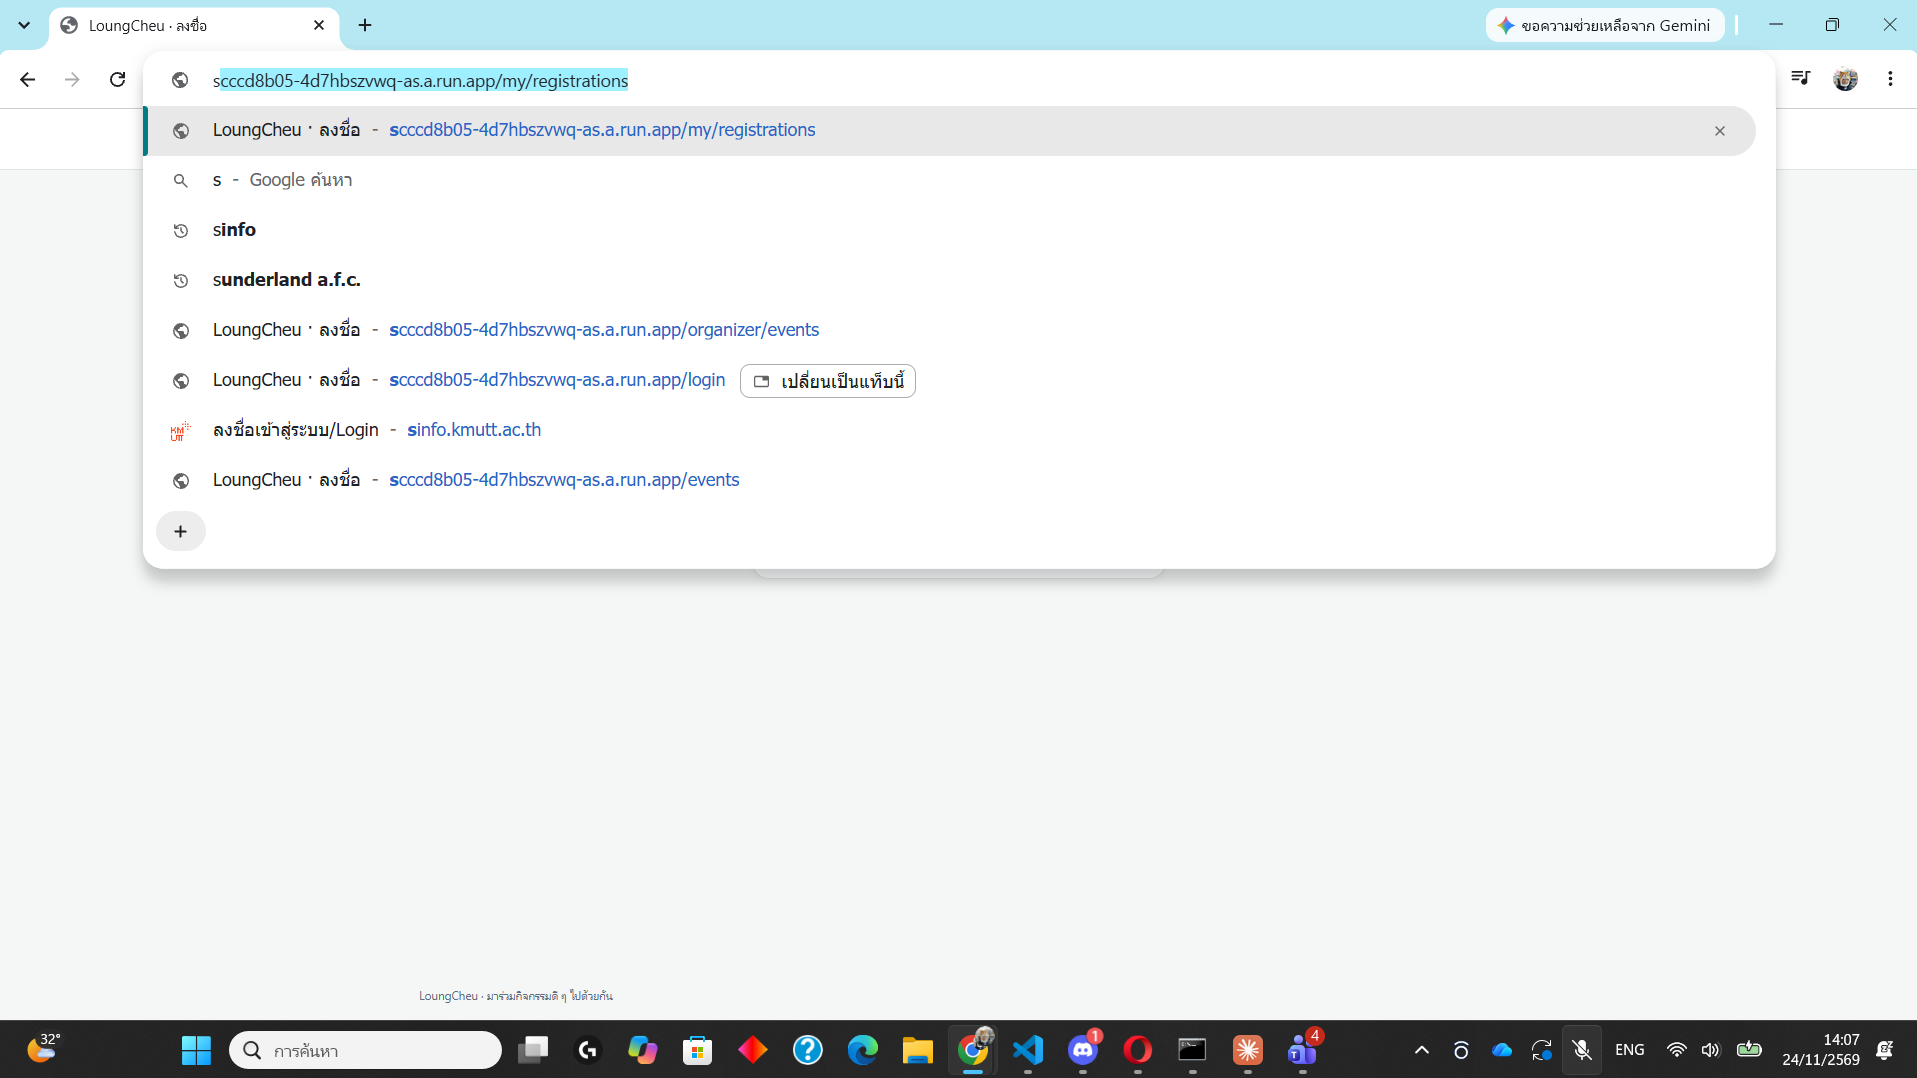 LoungCheu · ลงชื่อ
ขอความช่วยเหลือจาก Gemini
scccd8b05-4d7hbszvwq-as.a.run.app/my/registrations
LoungCheu · ลงชื่อ - scccd8b05-4d7hbszvwq-as.a.run.app/my/registrations
s - Google ค้นหา
sinfo
sunderland a.f.c.
LoungCheu · ลงชื่อ - scccd8b05-4d7hbszvwq-as.a.run.app/organizer/events
LoungCheu · ลงชื่อ - scccd8b05-4d7hbszvwq-as.a.run.app/login เปลี่ยนเป็นแท็บนี้
KMUTT ลงชื่อเข้าสู่ระบบ/Login - sinfo.kmutt.ac.th
LoungCheu · ลงชื่อ - scccd8b05-4d7hbszvwq-as.a.run.app/events
LoungCheu · มาร่วมกิจกรรมดี ๆ ไปด้วยกัน
32°
การค้นหา
1
4
ENG
14:07
24/11/2569